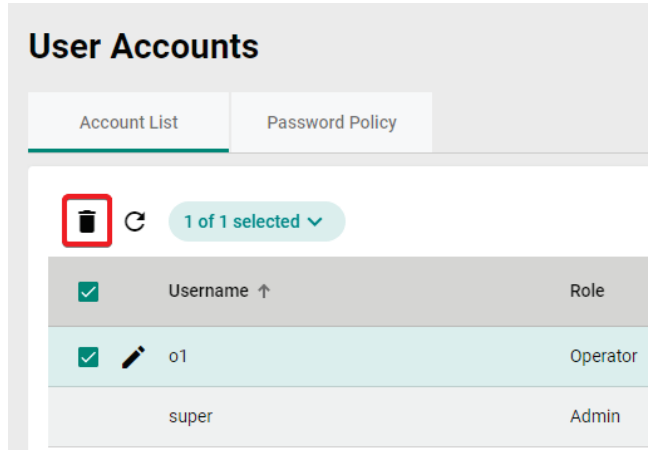 User Accounts
Account List Password Policy
1 of 1 selected
Username Role
o1 Operator
super Admin